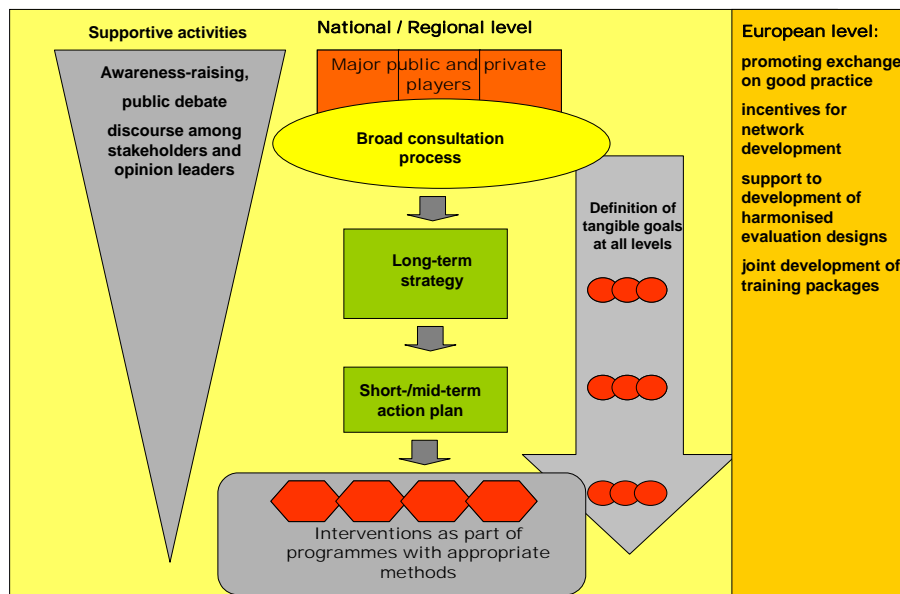 Supportive activities
Awareness-raising,
public debate
discourse among
stakeholders and
opinion leaders
National / Regional level
Major public and private
players
Broad consultation
process
Long-term
strategy
Short-/mid-term
action plan
Interventions as part of
programmes with appropriate
methods
Definition of
tangible goals
at all levels
European level:
promoting exchange
on good practice
incentives for
network
development
support to
development of
harmonised
evaluation designs
joint development of
training packages